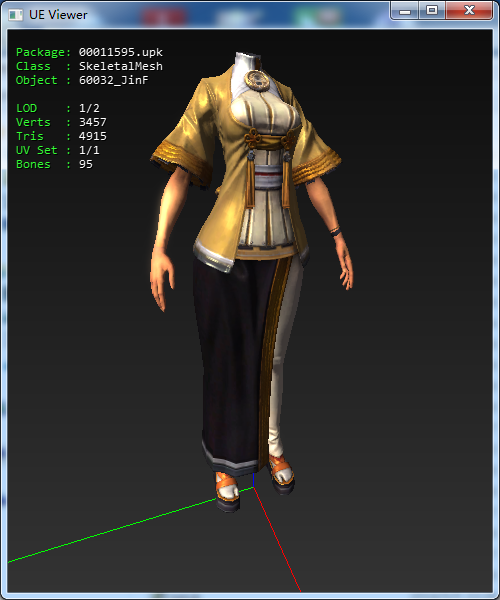 UE Viewer
Package: 00011595.upk
Class : SkeletalMesh
Object : 60032_JinF
LOD : 1/2
Verts : 3457
Tris : 4915
UV Set : 1/1
Bones : 95